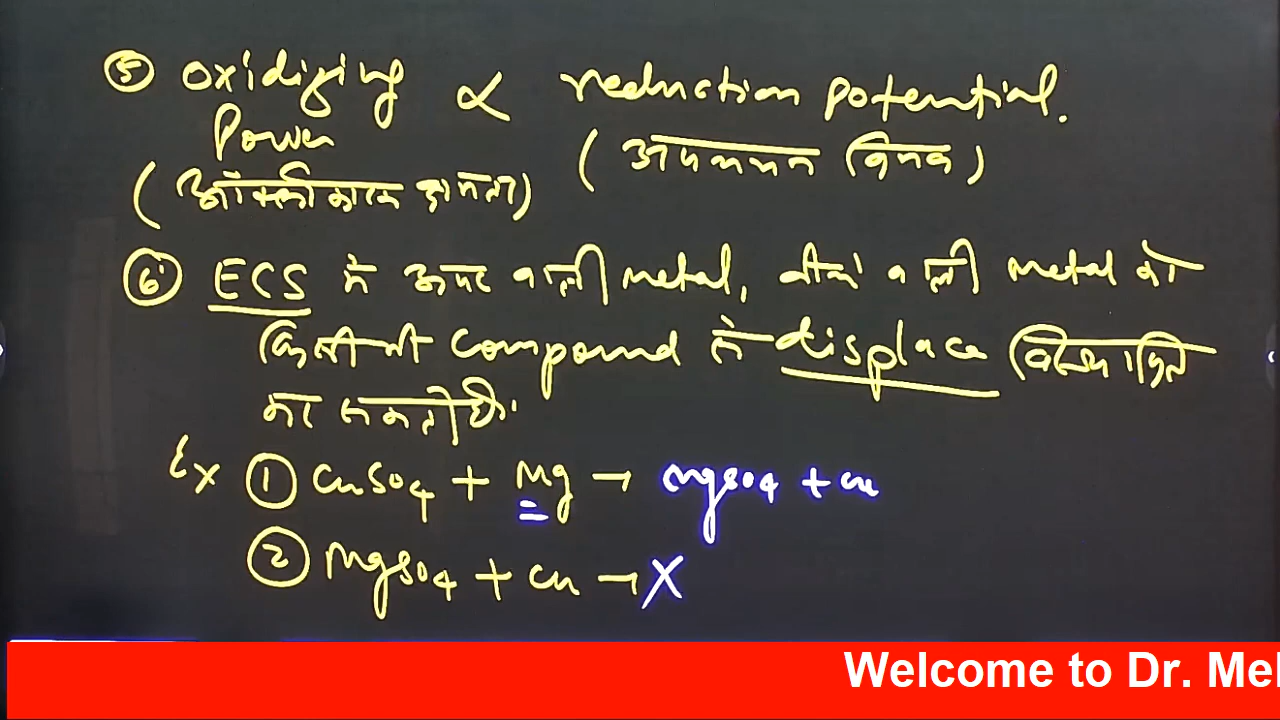 ⑤ oxidizing ∝ reduction potential.
Power (अपचयन विभव)
(ऑक्सीकारक क्षमता)
⑥ ECS में ऊपर वाली metal, नीचे वाली metal को
किसी भी compound से displace (विस्थापित
कर सकती है।
Ex ① CuSO4 + Mg → MgSO4 + Cu
② MgSO4 + Cu → X
Welcome to Dr.